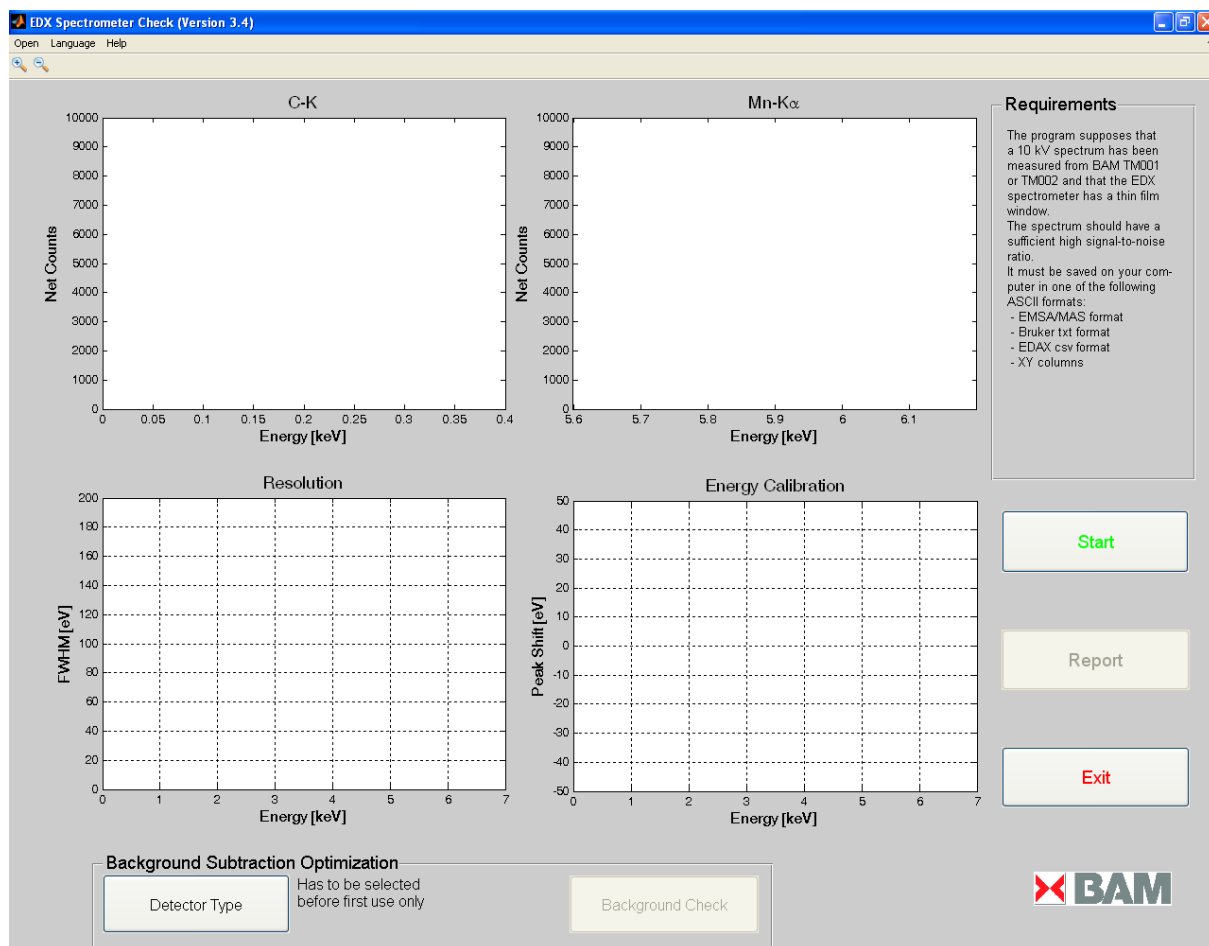 EDX Spectrometer Check (Version 3.4)
Open Language Help
C-K
10000
9000
8000
7000
6000
5000
4000
3000
2000
1000
0
Net Counts
0 0.05 0.1 0.15 0.2 0.25 0.3 0.35 0.4
Energy [keV]
Mn-Kα
10000
9000
8000
7000
6000
5000
4000
3000
2000
1000
0
Net Counts
5.6 5.7 5.8 5.9 6 6.1
Energy [keV]
Requirements
The program supposes that
a 10 kV spectrum has been
measured from BAM TM001
or TM002 and that the EDX
spectrometer has a thin film
window.
The spectrum should have a
sufficient high signal-to-noise
ratio.
It must be saved on your com-
puter in one of the following
ASCII formats:
- EMSA/MAS format
- Bruker txt format
- EDAX csv format
- XY columns
Resolution
200
180
160
140
120
100
80
60
40
20
0
FWHM [eV]
0 1 2 3 4 5 6 7
Energy [keV]
Energy Calibration
50
40
30
20
10
0
-10
-20
-30
-40
-50
Peak Shift [eV]
0 1 2 3 4 5 6 7
Energy [keV]
Start
Report
Exit
Background Subtraction Optimization
Detector Type
Has to be selected
before first use only
Background Check
BAM